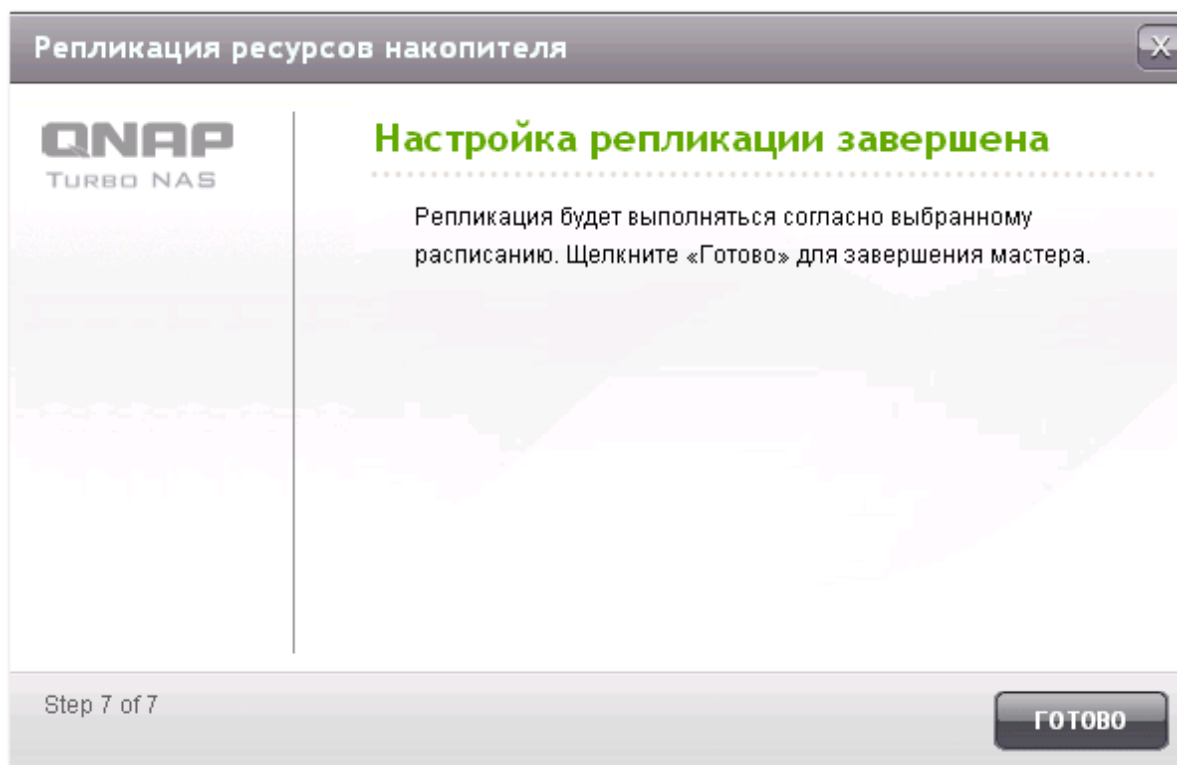 Репликация ресурсов накопителя
X
QNAP
TURBO NAS
Настройка репликации завершена
Репликация будет выполняться согласно выбранному
расписанию. Щелкните «Готово» для завершения мастера.
Step 7 of 7
ГОТОВО